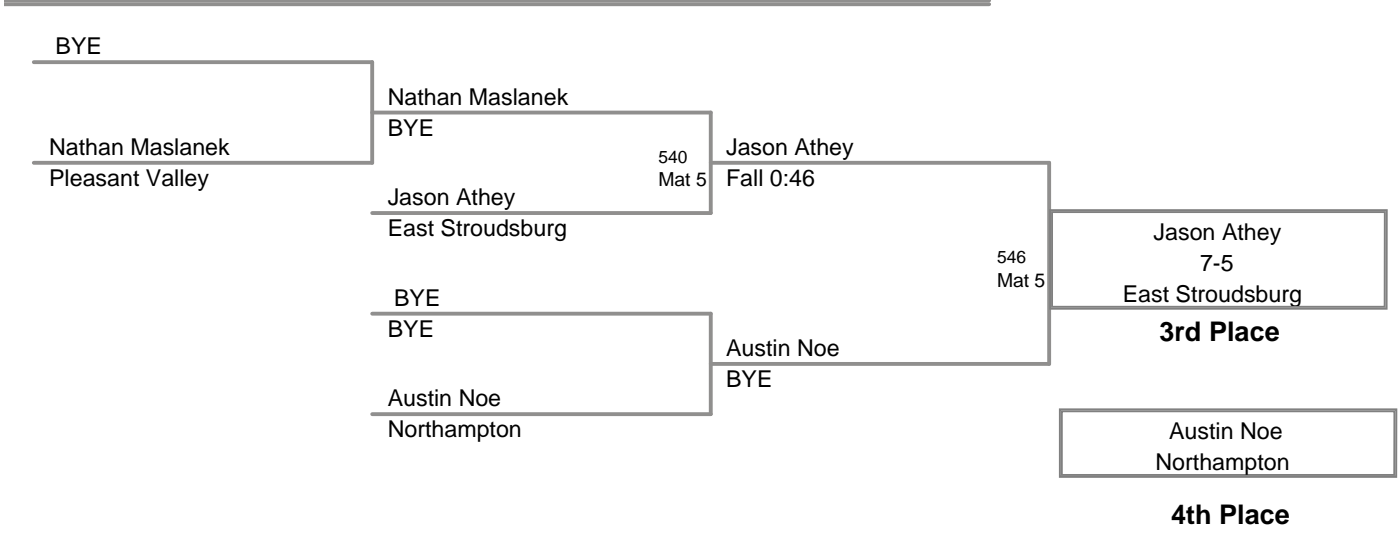 BYE
Nathan Maslanek
Pleasant Valley
Nathan Maslanek
BYE
Jason Athey
East Stroudsburg
BYE
BYE
Austin Noe
Northampton
540
Mat 5
Jason Athey
Fall 0:46
Austin Noe
BYE
546
Mat 5
Jason Athey
7-5
East Stroudsburg
3rd Place
Austin Noe
Northampton
4th Place